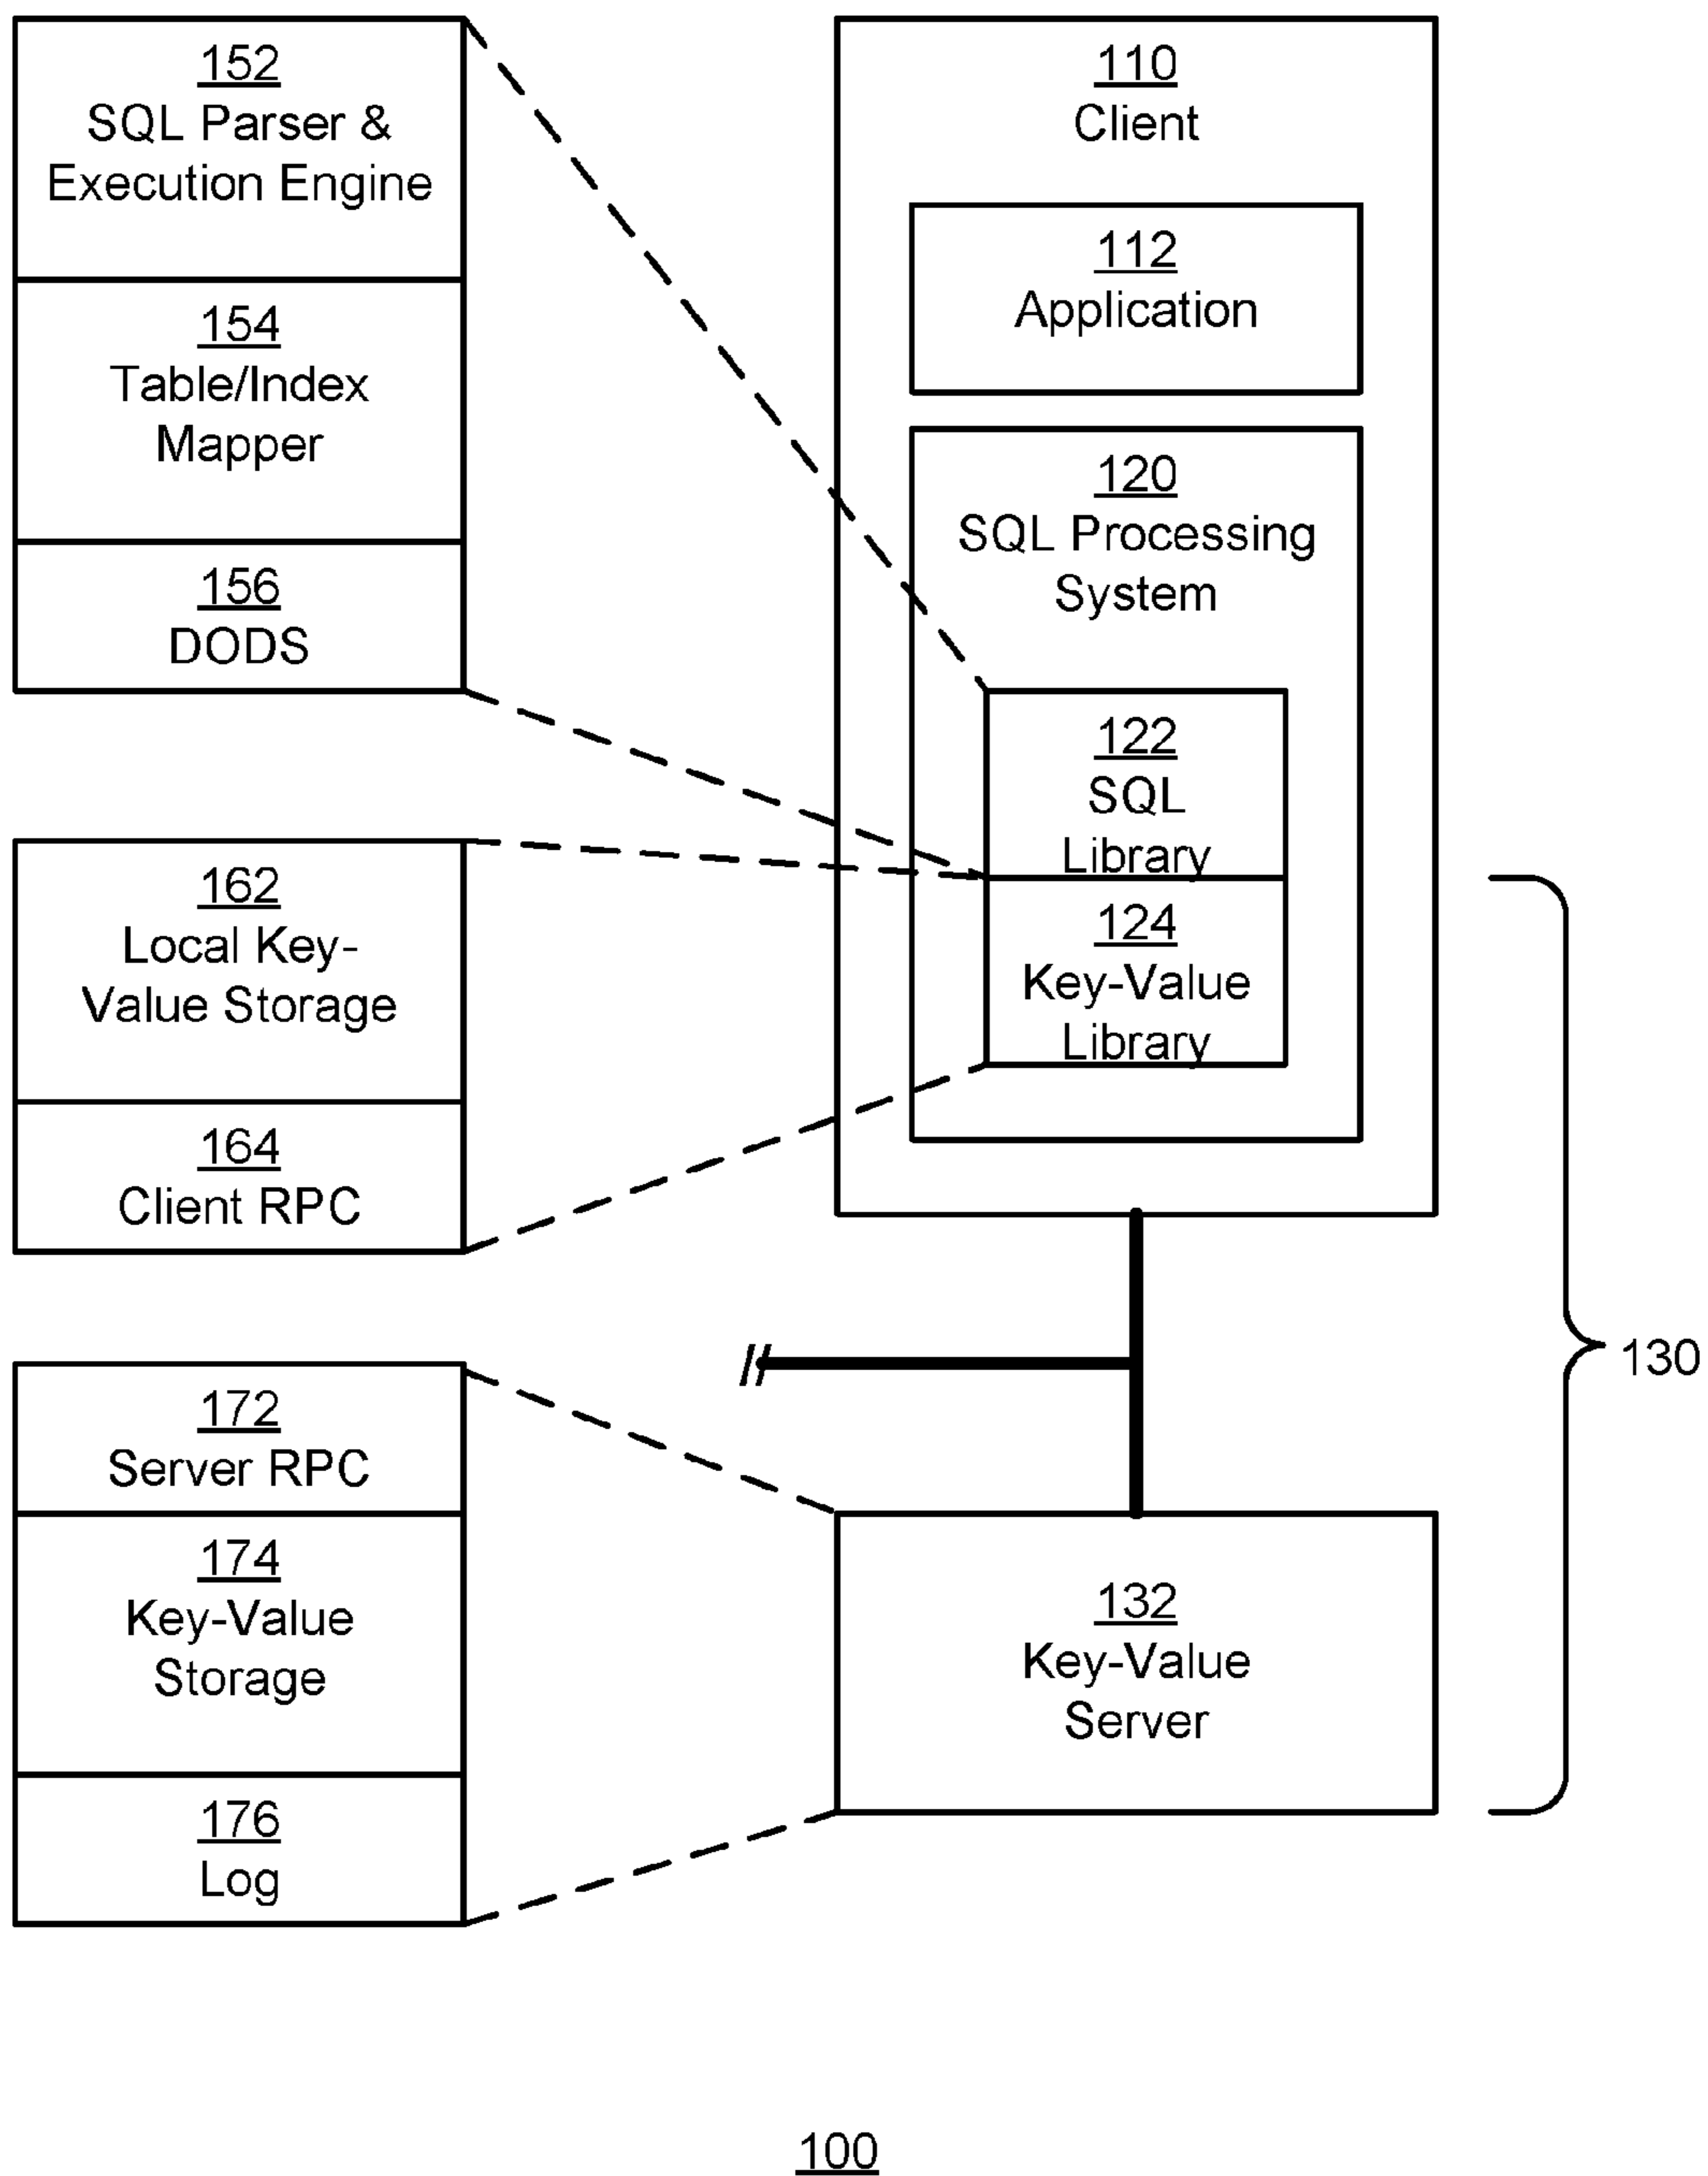 152
SQL Parser &
Execution Engine
154
Table/Index
Mapper
156
DODS
162
Local Key-
Value Storage
164
Client RPC
172
Server RPC
174
Key-Value
Storage
176
Log
110
Client
112
Application
120
SQL Processing
System
122
SQL
Library
124
Key-Value
Library
130
132
Key-Value
Server
100